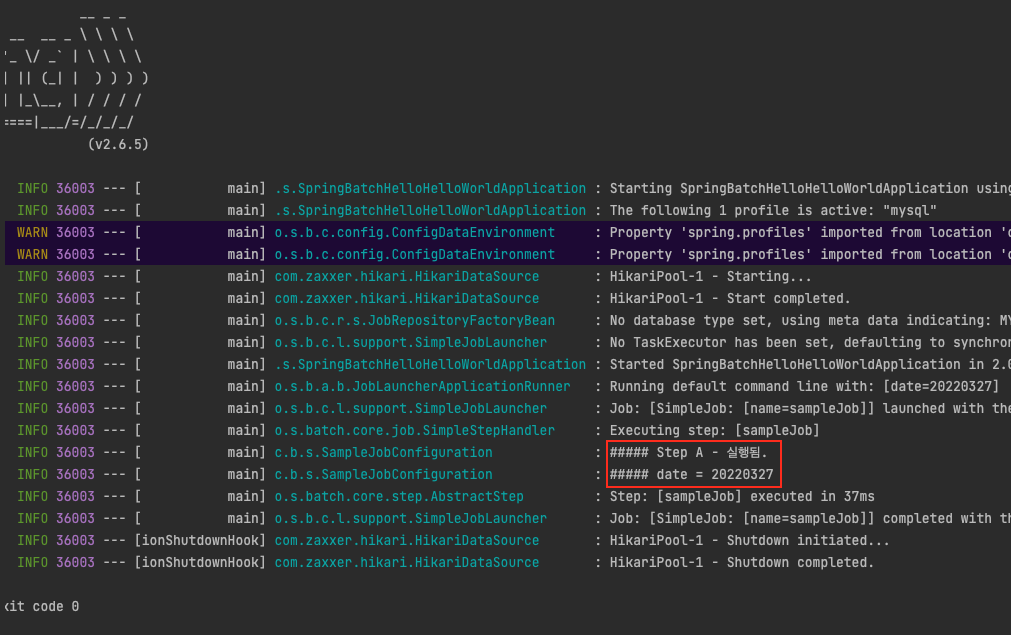 __ _ _
 __  __ _ \ \ \ \
'_ \/ _` | \ \ \ \
| || (_| |  ) ) ) )
| |_\__, | / / / /
====|___/=/_/_/_/
           (v2.6.5)
INFO 36003 --- [           main] .s.SpringBatchHelloHelloWorldApplication : Starting SpringBatchHelloHelloWorldApplication using
INFO 36003 --- [           main] .s.SpringBatchHelloHelloWorldApplication : The following 1 profile is active: "mysql"
WARN 36003 --- [           main] o.s.b.c.config.ConfigDataEnvironment     : Property 'spring.profiles' imported from location '
WARN 36003 --- [           main] o.s.b.c.config.ConfigDataEnvironment     : Property 'spring.profiles' imported from location '
INFO 36003 --- [           main] com.zaxxer.hikari.HikariDataSource       : HikariPool-1 - Starting...
INFO 36003 --- [           main] com.zaxxer.hikari.HikariDataSource       : HikariPool-1 - Start completed.
INFO 36003 --- [           main] o.s.b.c.r.s.JobRepositoryFactoryBean     : No database type set, using meta data indicating: MY
INFO 36003 --- [           main] o.s.b.c.l.support.SimpleJobLauncher      : No TaskExecutor has been set, defaulting to synchron
INFO 36003 --- [           main] .s.SpringBatchHelloHelloWorldApplication : Started SpringBatchHelloHelloWorldApplication in 2.0
INFO 36003 --- [           main] o.s.b.a.b.JobLauncherApplicationRunner   : Running default command line with: [date=20220327]
INFO 36003 --- [           main] o.s.b.c.l.support.SimpleJobLauncher      : Job: [SimpleJob: [name=sampleJob]] launched with the
INFO 36003 --- [           main] o.s.batch.core.job.SimpleStepHandler     : Executing step: [sampleJob]
INFO 36003 --- [           main] c.b.s.SampleJobConfiguration             : ##### Step A - 실행됨.
INFO 36003 --- [           main] c.b.s.SampleJobConfiguration             : ##### date = 20220327
INFO 36003 --- [           main] o.s.batch.core.step.AbstractStep         : Step: [sampleJob] executed in 37ms
INFO 36003 --- [           main] o.s.b.c.l.support.SimpleJobLauncher      : Job: [SimpleJob: [name=sampleJob]] completed with th
INFO 36003 --- [ionShutdownHook] com.zaxxer.hikari.HikariDataSource       : HikariPool-1 - Shutdown initiated...
INFO 36003 --- [ionShutdownHook] com.zaxxer.hikari.HikariDataSource       : HikariPool-1 - Shutdown completed.
xit code 0